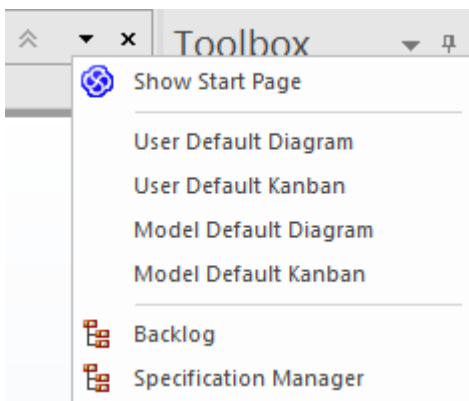 Toolbox
Show Start Page
User Default Diagram
User Default Kanban
Model Default Diagram
Model Default Kanban
Backlog
Specification Manager